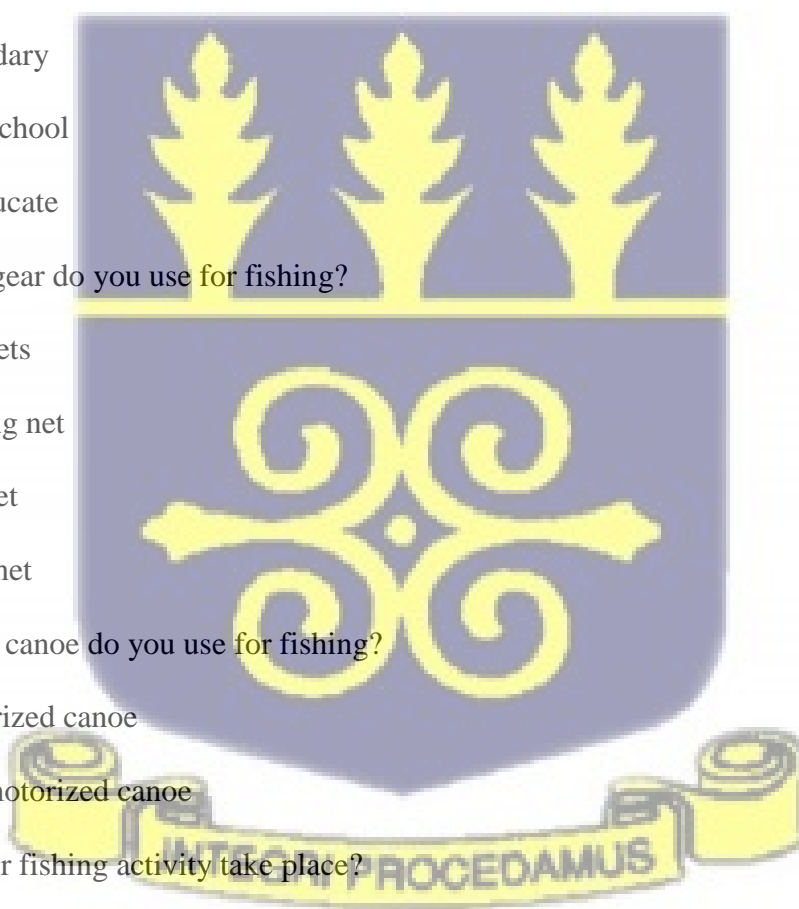 dary
chool
ucate
gear do you use for fishing?
ets
g net
et
net
canoe do you use for fishing?
rized canoe
notorized canoe
r fishing activity take place?
INTEGRI PROCEDAMUS